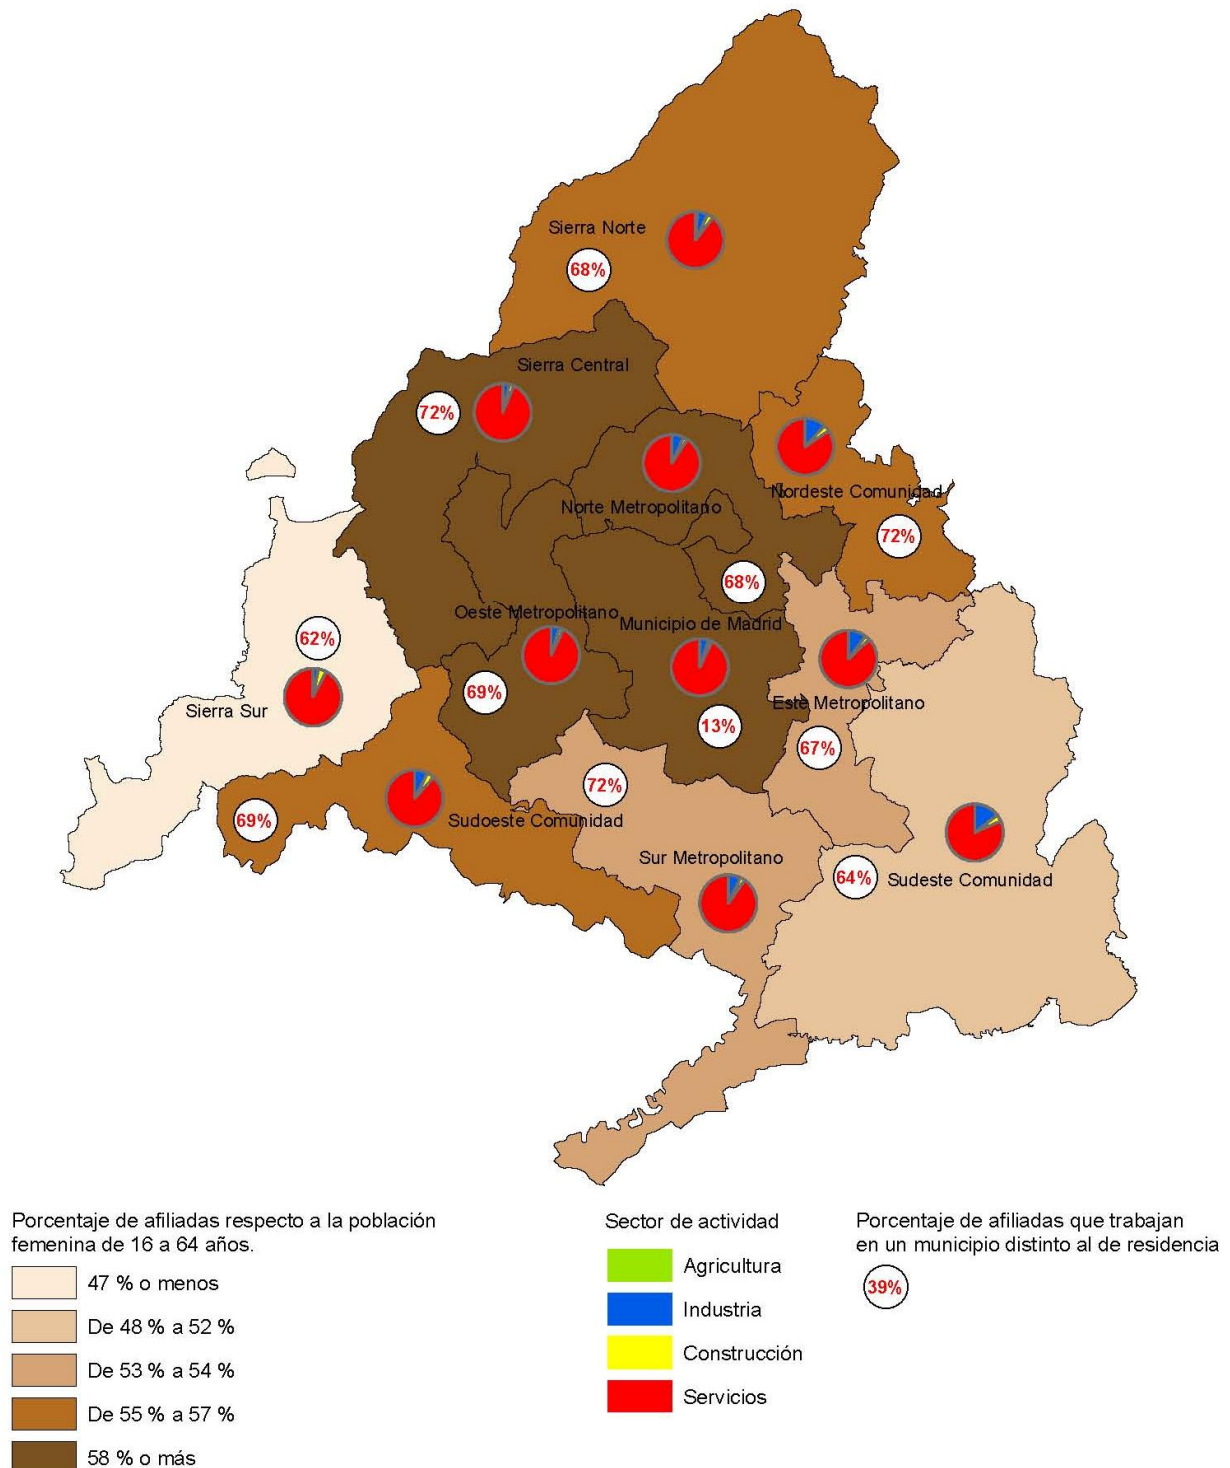 Sierra Norte
68%
Sierra Central
72%
Nordeste Comunidad
72%
Norte Metropolitano
68%
Oeste Metropolitano
69%
Municipio de Madrid
13%
Este Metropolitano
67%
62%
Sierra Sur
69%
Sudoeste Comunidad
72%
Sur Metropolitano
64%
Sudeste Comunidad
Porcentaje de afiliadas respecto a la población
femenina de 16 a 64 años.
47 % o menos
De 48 % a 52 %
De 53 % a 54 %
De 55 % a 57 %
58 % o más
Sector de actividad
Agricultura
Industria
Construcción
Servicios
Porcentaje de afiliadas que trabajan
en un municipio distinto al de residencia
39%